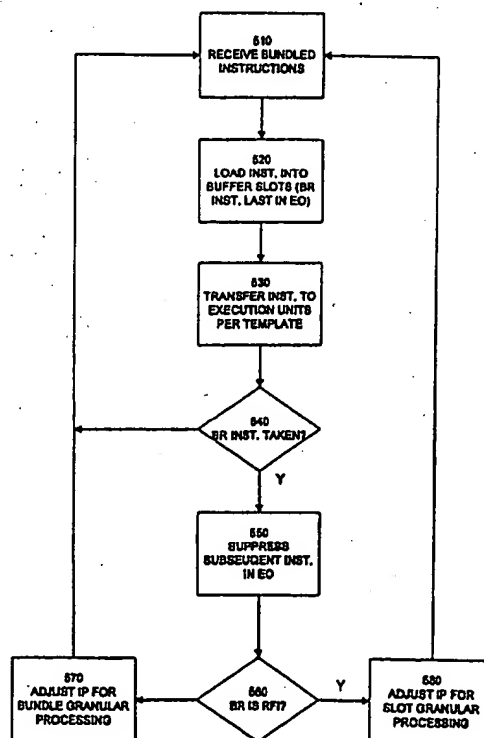 510
RECEIVE BUNDLED
INSTRUCTIONS
520
LOAD INST. INTO
BUFFER SLOTS (BR
INST. LAST IN EO)
530
TRANSFER INST. TO
EXECUTION UNITS
PER TEMPLATE
540
BR INST. TAKEN?
Y
550
SUPPRESS
SUBSEUQENT INST.
IN EO
570
ADJUST IP FOR
BUNDLE GRANULAR
PROCESSING
560
BR IS RFI?
Y
580
ADJUST IP FOR
SLOT GRANULAR
PROCESSING